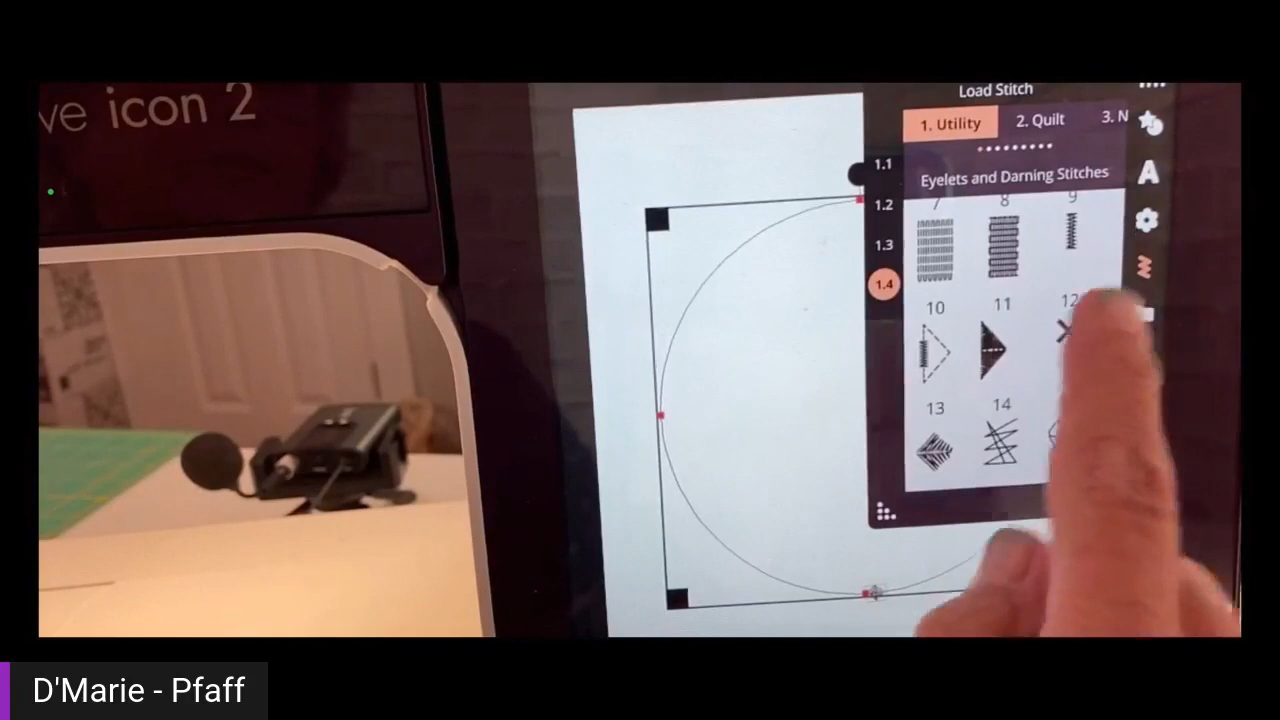 ve icon 2
Load Stitch
1. Utility
2. Quilt
3. N
Eyelets and Darning Stitches
1.1
1.2
1.3
1.4
7 8 9
10 11 12
13 14
D'Marie - Pfaff